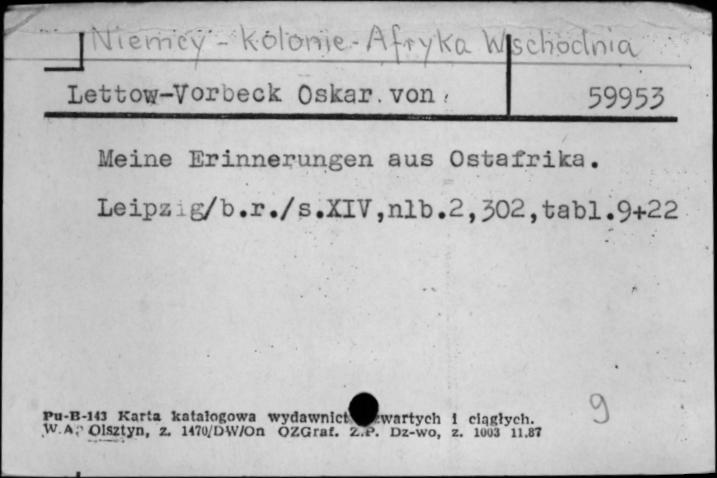 Niemcy - Kolonie - Afryka Wschodnia
Lettow-Vorbeck Oskar. von
59953
Meine Erinnerungen aus Ostafrika.
Leipzig/b.r./s.XIV,nlb.2,302,tabl.9+22
9
Pu-B-143 Karta katalogowa wydawnict wartych i ciągłych.
W.A. Olsztyn, z. 1470/DW/On OZGraf. Z.P. Dz-wo, z. 1003 11.87